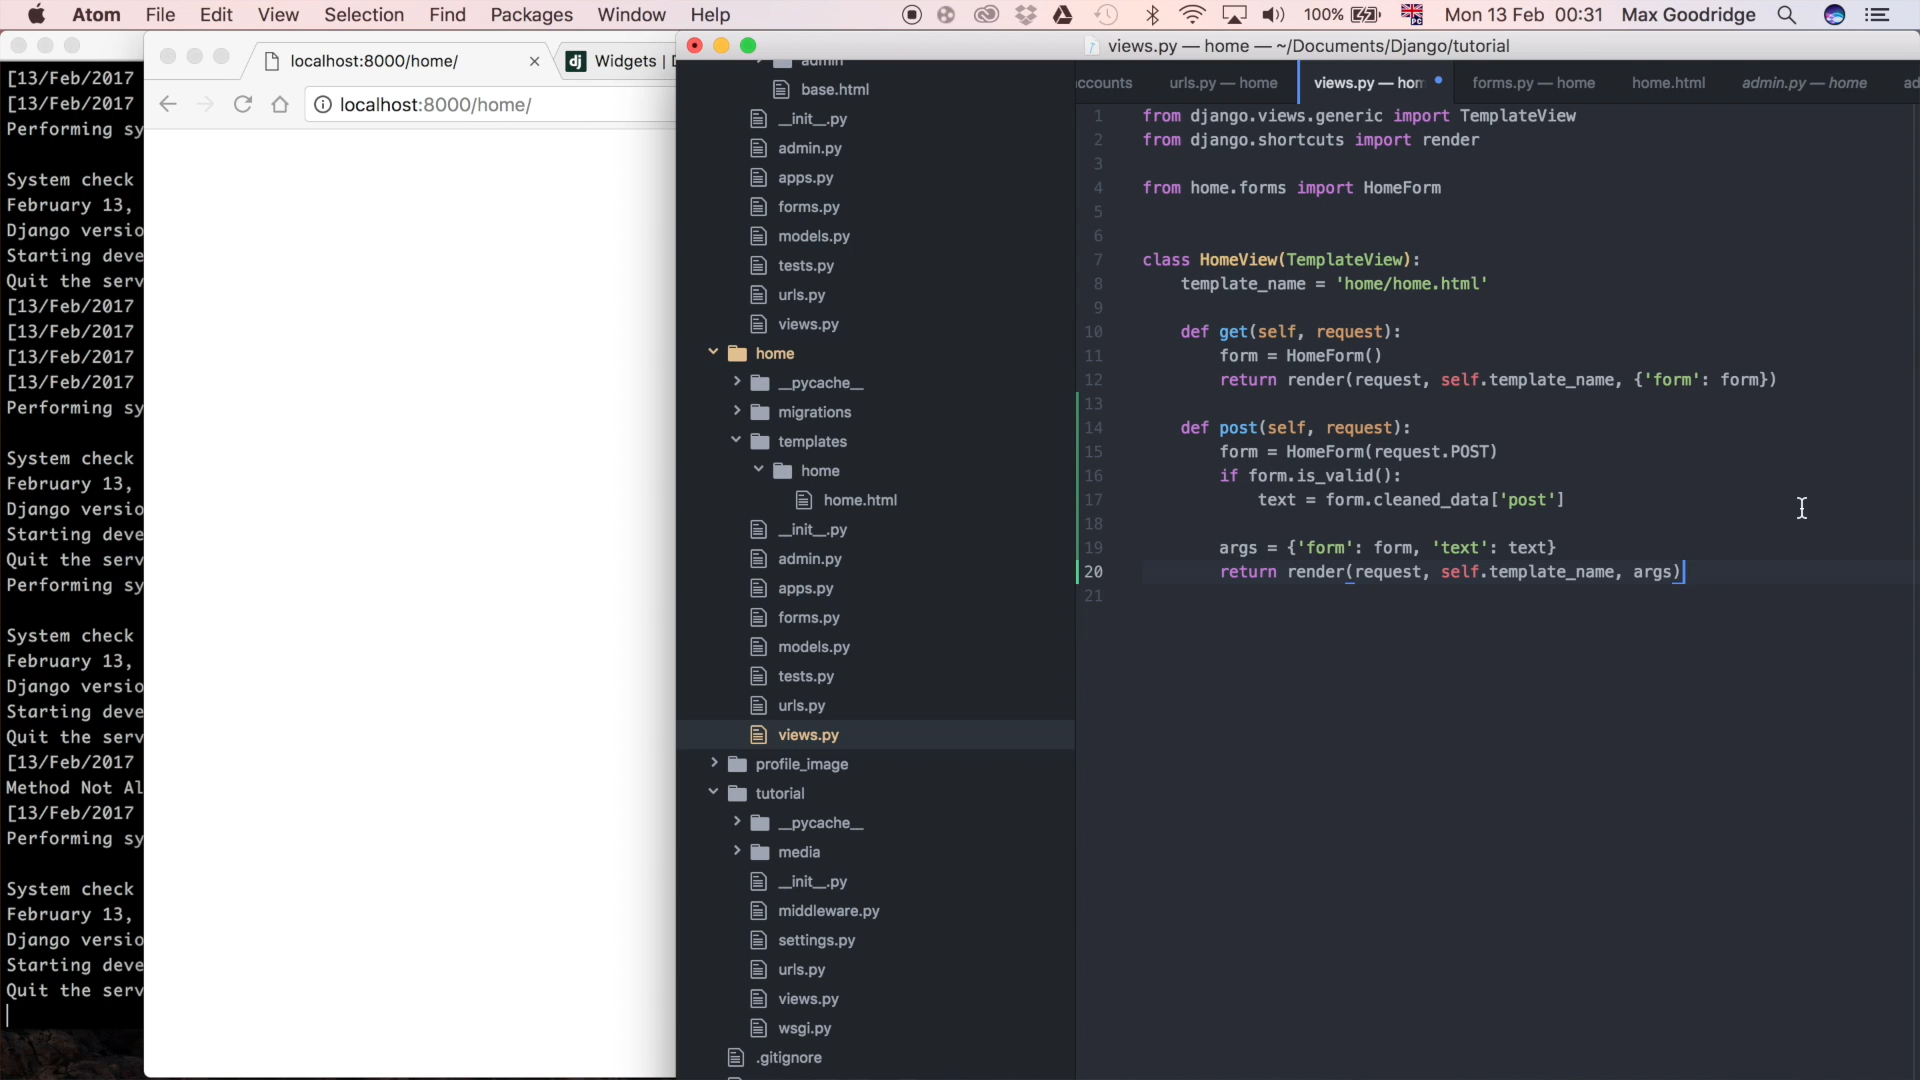 Atom File Edit View Selection Find Packages Window Help 100% Mon 13 Feb 00:31 Max Goodridge
[13/Feb/2017
[13/Feb/2017
Performing sy
System check
February 13,
Django versio
Starting deve
Quit the serv
[13/Feb/2017
[13/Feb/2017
[13/Feb/2017
[13/Feb/2017
Performing sy
System check
February 13,
Django versio
Starting deve
Quit the serv
Performing sy
System check
February 13,
Django versio
Starting deve
Quit the serv
[13/Feb/2017
Method Not Al
[13/Feb/2017
Performing sy
System check
February 13,
Django versio
Starting deve
Quit the serv
localhost:8000/home/
dj Widgets |
localhost:8000/home/
views.py — home — ~/Documents/Django/tutorial
admin
base.html
__init__.py
admin.py
apps.py
forms.py
models.py
tests.py
urls.py
views.py
home
__pycache__
migrations
templates
home
home.html
__init__.py
admin.py
apps.py
forms.py
models.py
tests.py
urls.py
views.py
profile_image
tutorial
__pycache__
media
__init__.py
middleware.py
settings.py
urls.py
views.py
wsgi.py
.gitignore
ccounts urls.py — home views.py — hom forms.py — home home.html admin.py — home ad
1 from django.views.generic import TemplateView
2 from django.shortcuts import render
3
4 from home.forms import HomeForm
5
6
7 class HomeView(TemplateView):
8 template_name = 'home/home.html'
9
10 def get(self, request):
11 form = HomeForm()
12 return render(request, self.template_name, {'form': form})
13
14 def post(self, request):
15 form = HomeForm(request.POST)
16 if form.is_valid():
17 text = form.cleaned_data['post']
18
19 args = {'form': form, 'text': text}
20 return render(request, self.template_name, args)
21